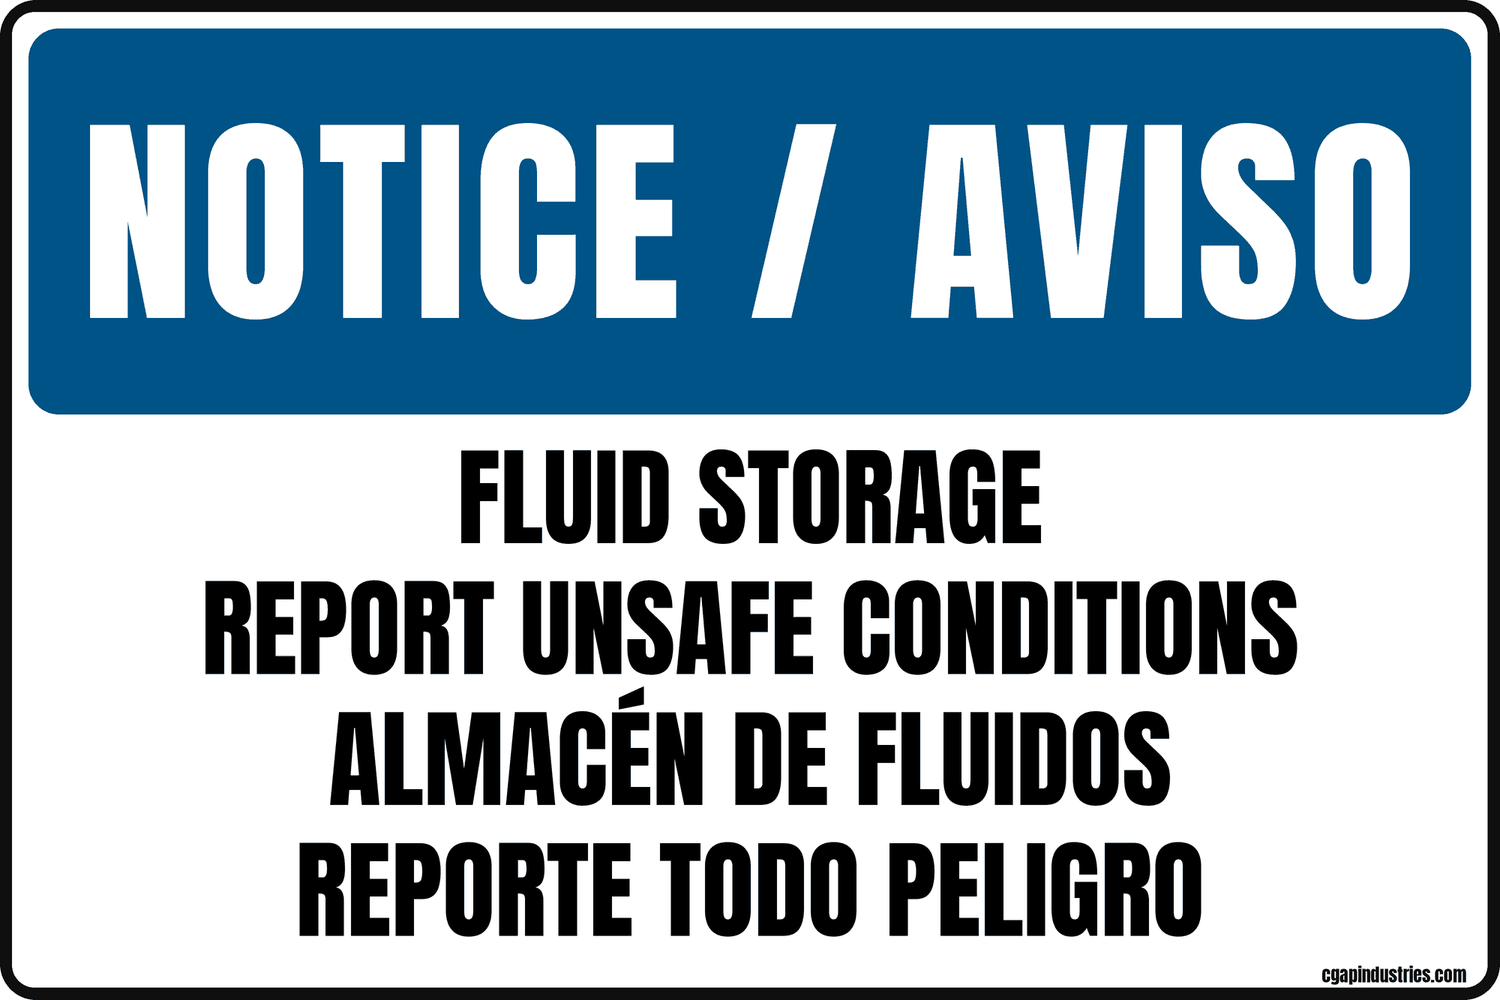 NOTICE / AVISO
FLUID STORAGE
REPORT UNSAFE CONDITIONS
ALMACÉN DE FLUIDOS
REPORTE TODO PELIGRO
cgapindustries.com